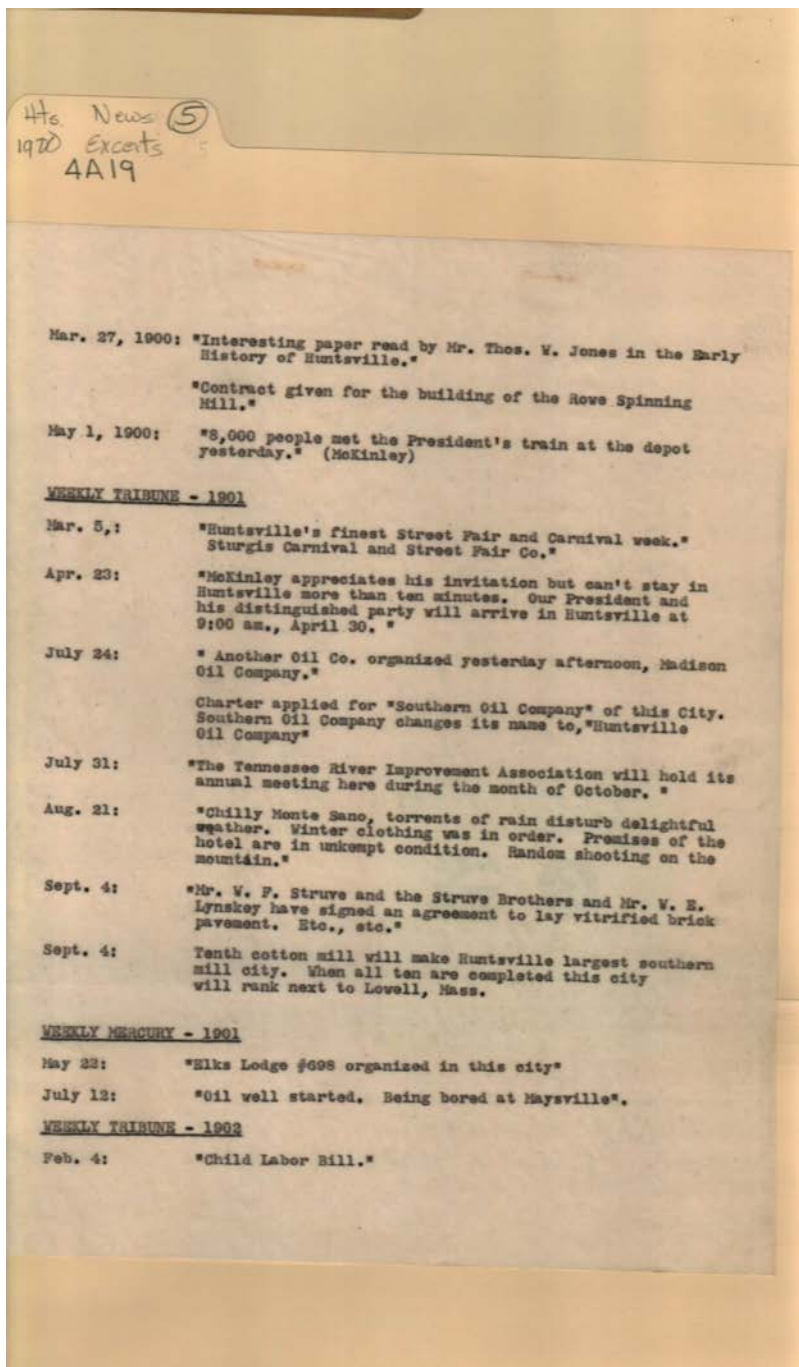 Hts. News (5)
1900 Excerts
4A19
Mar. 27, 1900: "Interesting paper read by Mr. Thos. W. Jones in the Early
History of Huntsville."
"Contract given for the building of the Rowe Spinning
Mill."
May 1, 1900: "8,000 people met the President's train at the depot
yesterday." (McKinley)
WEEKLY TRIBUNE - 1901
Mar. 5,: "Huntsville's finest Street Fair and Carnival week."
Sturgis Carnival and Street Fair Co."
Apr. 23: "McKinley appreciates his invitation but can't stay in
Huntsville more than ten minutes. Our President and
his distinguished party will arrive in Huntsville at
9:00 am., April 30. "
July 24: " Another Oil Co. organized yesterday afternoon, Madison
Oil Company."
Charter applied for "Southern Oil Company" of this City.
Southern Oil Company changes its name to,"Huntsville
Oil Company"
July 31: "The Tennessee River Improvement Association will hold its
annual meeting here during the month of October. "
Aug. 21: "Chilly Monte Sano, torrents of rain disturb delightful
weather. Winter clothing was in order. Premises of the
hotel are in unkempt condition. Random shooting on the
mountain."
Sept. 4: "Mr. W. F. Struve and the Struve Brothers and Mr. W. E.
Lynskey have signed an agreement to lay vitrified brick
pavement. Etc., etc."
Sept. 4: Tenth cotton mill will make Huntsville largest southern
mill city. When all ten are completed this city
will rank next to Lowell, Mass.
WEEKLY MERCURY - 1901
May 22: "Elks Lodge #698 organized in this city"
July 12: "Oil well started. Being bored at Maysville".
WEEKLY TRIBUNE - 1902
Feb. 4: "Child Labor Bill."